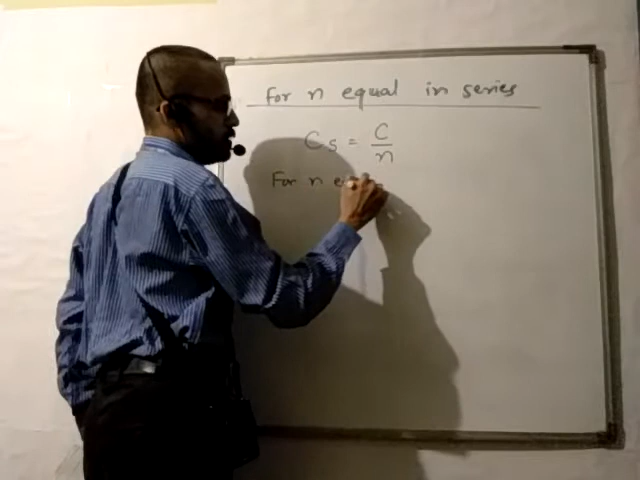 For n equal in series
Cs = C/n
For n e